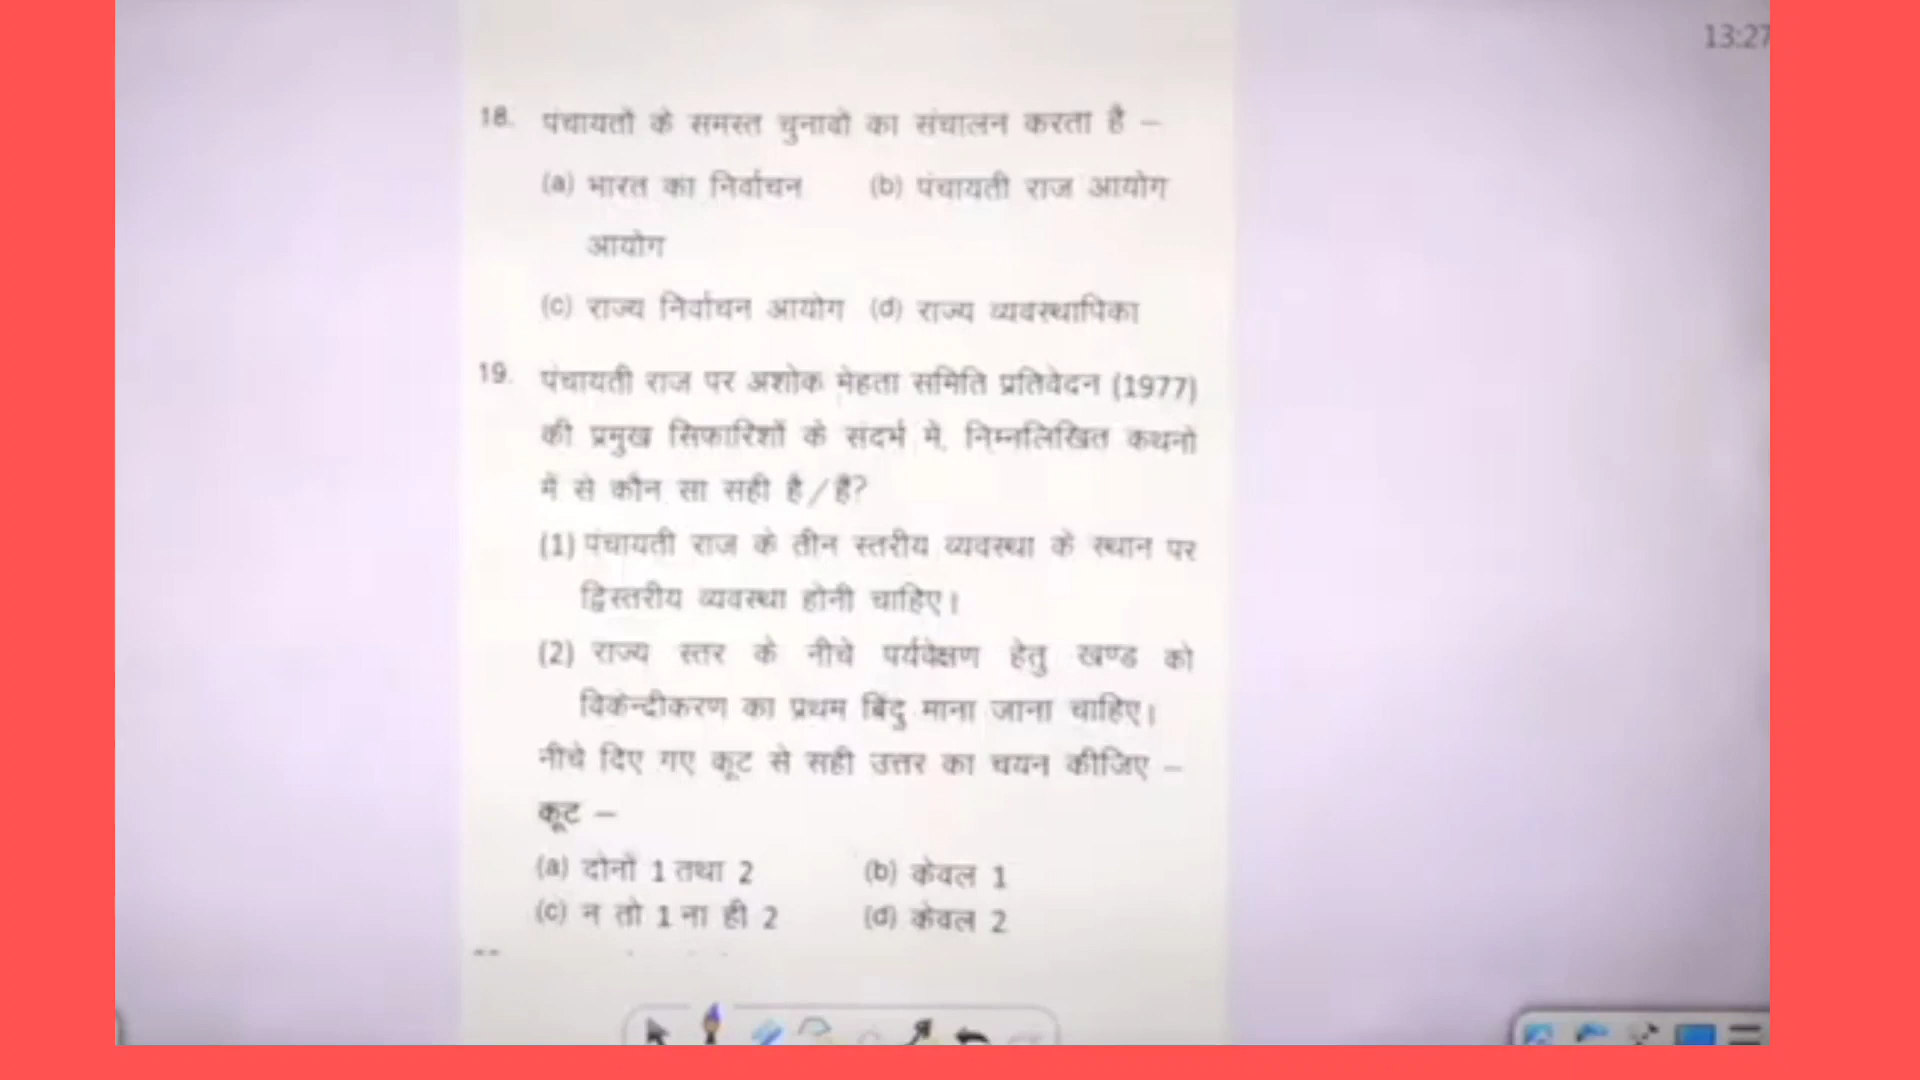 13:27
18. पंचायतों के समस्त चुनावो का संचालन करता है –
(a) भारत का निर्वाचन (b) पंचायती राज आयोग
आयोग
(c) राज्य निर्वाचन आयोग (d) राज्य व्यवस्थापिका
19. पंचायती राज पर अशोक मेहता समिति प्रतिवेदन (1977)
की प्रमुख सिफारिशों के संदर्भ में, निम्नलिखित कथनो
में से कौन सा सही है/हैं?
(1) पंचायती राज के तीन स्तरीय व्यवस्था के स्थान पर
द्विस्तरीय व्यवस्था होनी चाहिए।
(2) राज्य स्तर के नीचे पर्यवेक्षण हेतु खण्ड को
विकेन्दीकरण का प्रथम बिंदु माना जाना चाहिए।
नीचे दिए गए कूट से सही उत्तर का चयन कीजिए –
कूट –
(a) दोनों 1 तथा 2 (b) केवल 1
(c) न तो 1 ना ही 2 (d) केवल 2